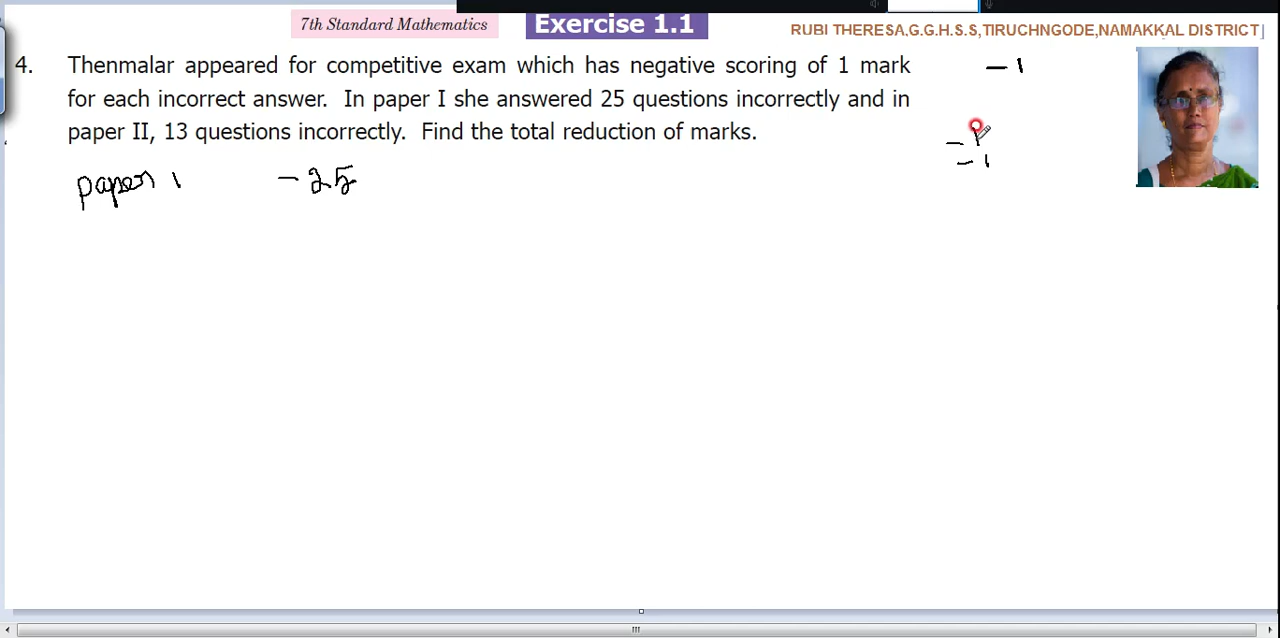 7th Standard Mathematics
Exercise 1.1
RUBI THERESA,G.G.H.S.S,TIRUCHNGODE,NAMAKKAL DISTRICT
4. Thenmalar appeared for competitive exam which has negative scoring of 1 mark
for each incorrect answer. In paper I she answered 25 questions incorrectly and in
paper II, 13 questions incorrectly. Find the total reduction of marks.
– 1
– 1
– 1
paper 1 – 25